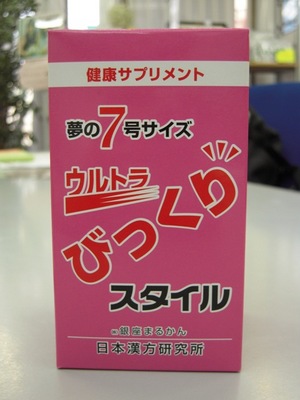 健康サプリメント
夢の7号サイズ
ウルトラ
びっくり
スタイル
㈱銀座まるかん
日本漢方研究所